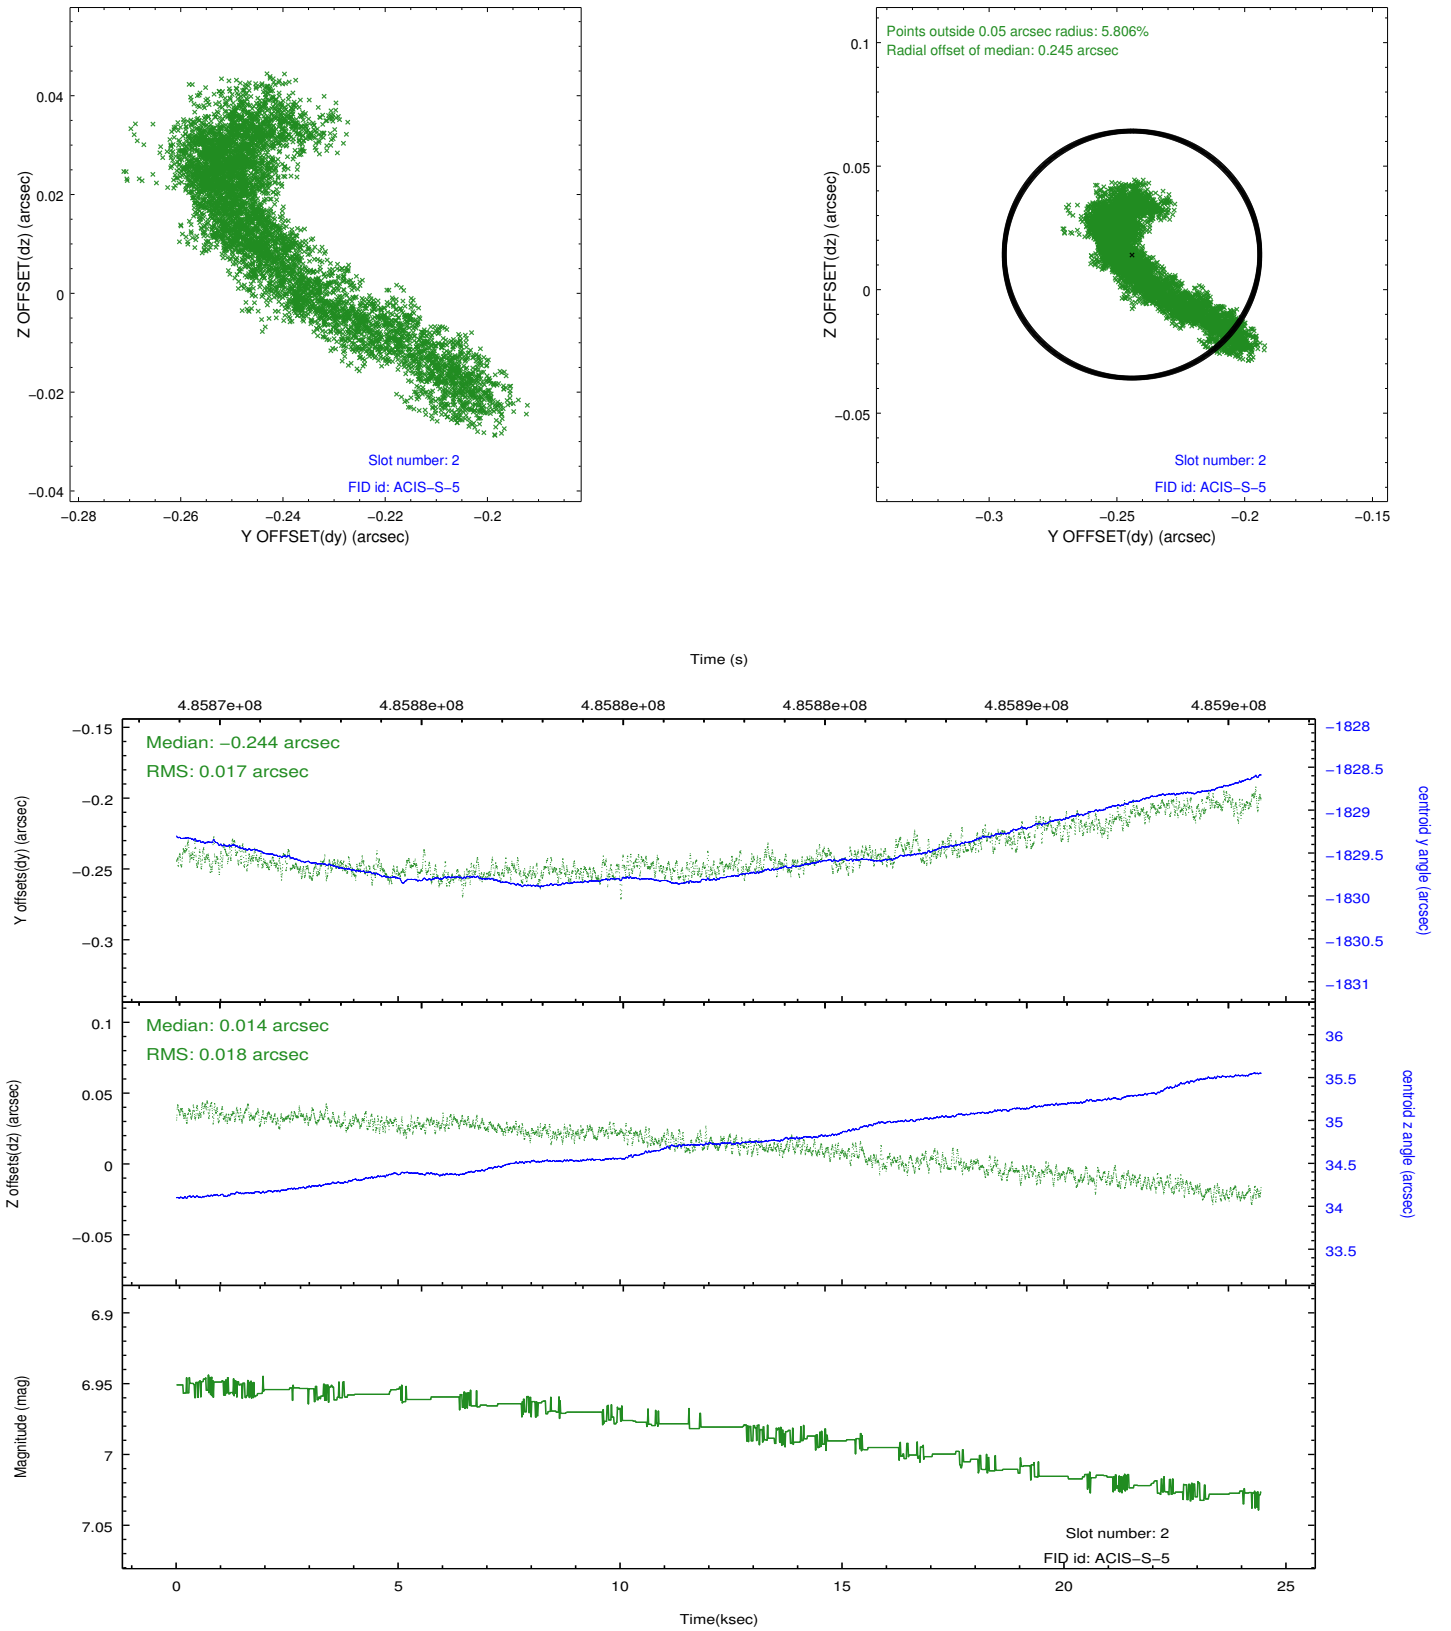 0.04
0.02
0
−0.02
−0.04
Z OFFSET(dz) (arcsec)
Slot number: 2
FID id: ACIS−S−5
−0.28
−0.26
−0.24
−0.22
−0.2
Y OFFSET(dy) (arcsec)
Points outside 0.05 arcsec radius: 5.806%
Radial offset of median: 0.245 arcsec
0.1
0.05
0
−0.05
Z OFFSET(dz) (arcsec)
Slot number: 2
FID id: ACIS−S−5
−0.3
−0.25
−0.2
−0.15
Y OFFSET(dy) (arcsec)
Time (s)
4.8587e+08
4.8588e+08
4.8588e+08
4.8588e+08
4.8589e+08
4.859e+08
Median: −0.244 arcsec
RMS: 0.017 arcsec
−0.15
−0.2
−0.25
−0.3
Y offsets(dy) (arcsec)
−1828
−1828.5
−1829
−1829.5
−1830
−1830.5
−1831
centroid y angle (arcsec)
Median: 0.014 arcsec
RMS: 0.018 arcsec
0.1
0.05
0
−0.05
Z offsets(dz) (arcsec)
36
35.5
35
34.5
34
33.5
centroid z angle (arcsec)
6.9
6.95
7
7.05
Magnitude (mag)
Slot number: 2
FID id: ACIS−S−5
0
5
10
15
20
25
Time(ksec)